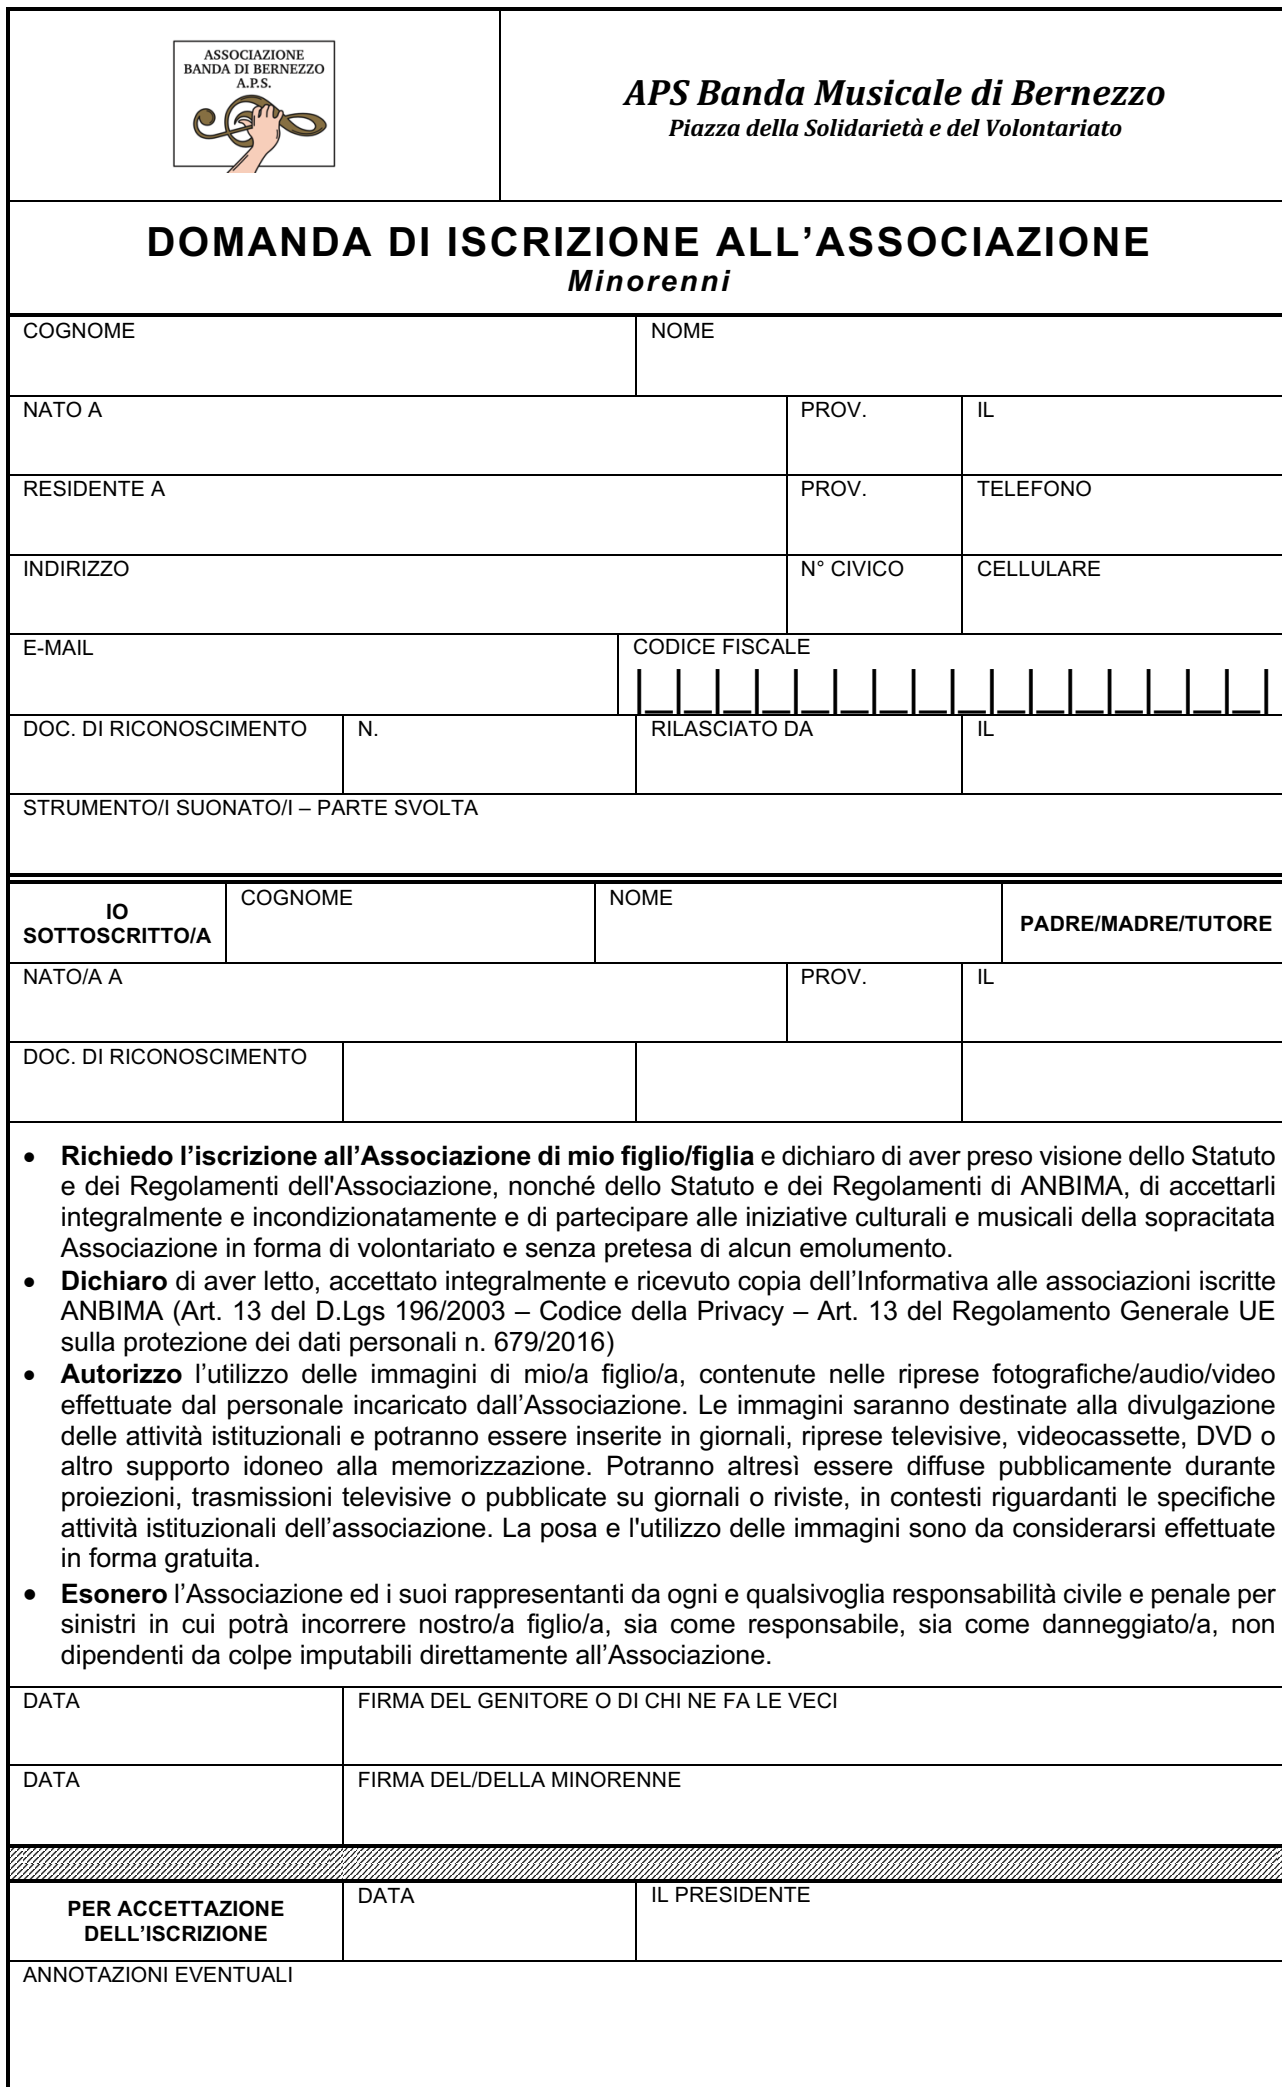 ASSOCIAZIONE
BANDA DI BERNEZZO
A.P.S.
APS Banda Musicale di Bernezzo
Piazza della Solidarietà e del Volontariato
DOMANDA DI ISCRIZIONE ALL’ASSOCIAZIONE
Minorenni
COGNOME NOME
NATO A PROV. IL
RESIDENTE A PROV. TELEFONO
INDIRIZZO N° CIVICO CELLULARE
E-MAIL CODICE FISCALE
|_|_|_|_|_|_|_|_|_|_|_|_|_|_|_|_|
DOC. DI RICONOSCIMENTO N. RILASCIATO DA IL
STRUMENTO/I SUONATO/I – PARTE SVOLTA
IO
SOTTOSCRITTO/A
COGNOME NOME PADRE/MADRE/TUTORE
NATO/A A PROV. IL
DOC. DI RICONOSCIMENTO
• Richiedo l’iscrizione all’Associazione di mio figlio/figlia e dichiaro di aver preso visione dello Statuto
e dei Regolamenti dell'Associazione, nonché dello Statuto e dei Regolamenti di ANBIMA, di accettarli
integralmente e incondizionatamente e di partecipare alle iniziative culturali e musicali della sopracitata
Associazione in forma di volontariato e senza pretesa di alcun emolumento.
• Dichiaro di aver letto, accettato integralmente e ricevuto copia dell’Informativa alle associazioni iscritte
ANBIMA (Art. 13 del D.Lgs 196/2003 – Codice della Privacy – Art. 13 del Regolamento Generale UE
sulla protezione dei dati personali n. 679/2016)
• Autorizzo l’utilizzo delle immagini di mio/a figlio/a, contenute nelle riprese fotografiche/audio/video
effettuate dal personale incaricato dall’Associazione. Le immagini saranno destinate alla divulgazione
delle attività istituzionali e potranno essere inserite in giornali, riprese televisive, videocassette, DVD o
altro supporto idoneo alla memorizzazione. Potranno altresì essere diffuse pubblicamente durante
proiezioni, trasmissioni televisive o pubblicate su giornali o riviste, in contesti riguardanti le specifiche
attività istituzionali dell’associazione. La posa e l'utilizzo delle immagini sono da considerarsi effettuate
in forma gratuita.
• Esonero l’Associazione ed i suoi rappresentanti da ogni e qualsivoglia responsabilità civile e penale per
sinistri in cui potrà incorrere nostro/a figlio/a, sia come responsabile, sia come danneggiato/a, non
dipendenti da colpe imputabili direttamente all’Associazione.
DATA FIRMA DEL GENITORE O DI CHI NE FA LE VECI
DATA FIRMA DEL/DELLA MINORENNE
PER ACCETTAZIONE
DELL’ISCRIZIONE
DATA IL PRESIDENTE
ANNOTAZIONI EVENTUALI